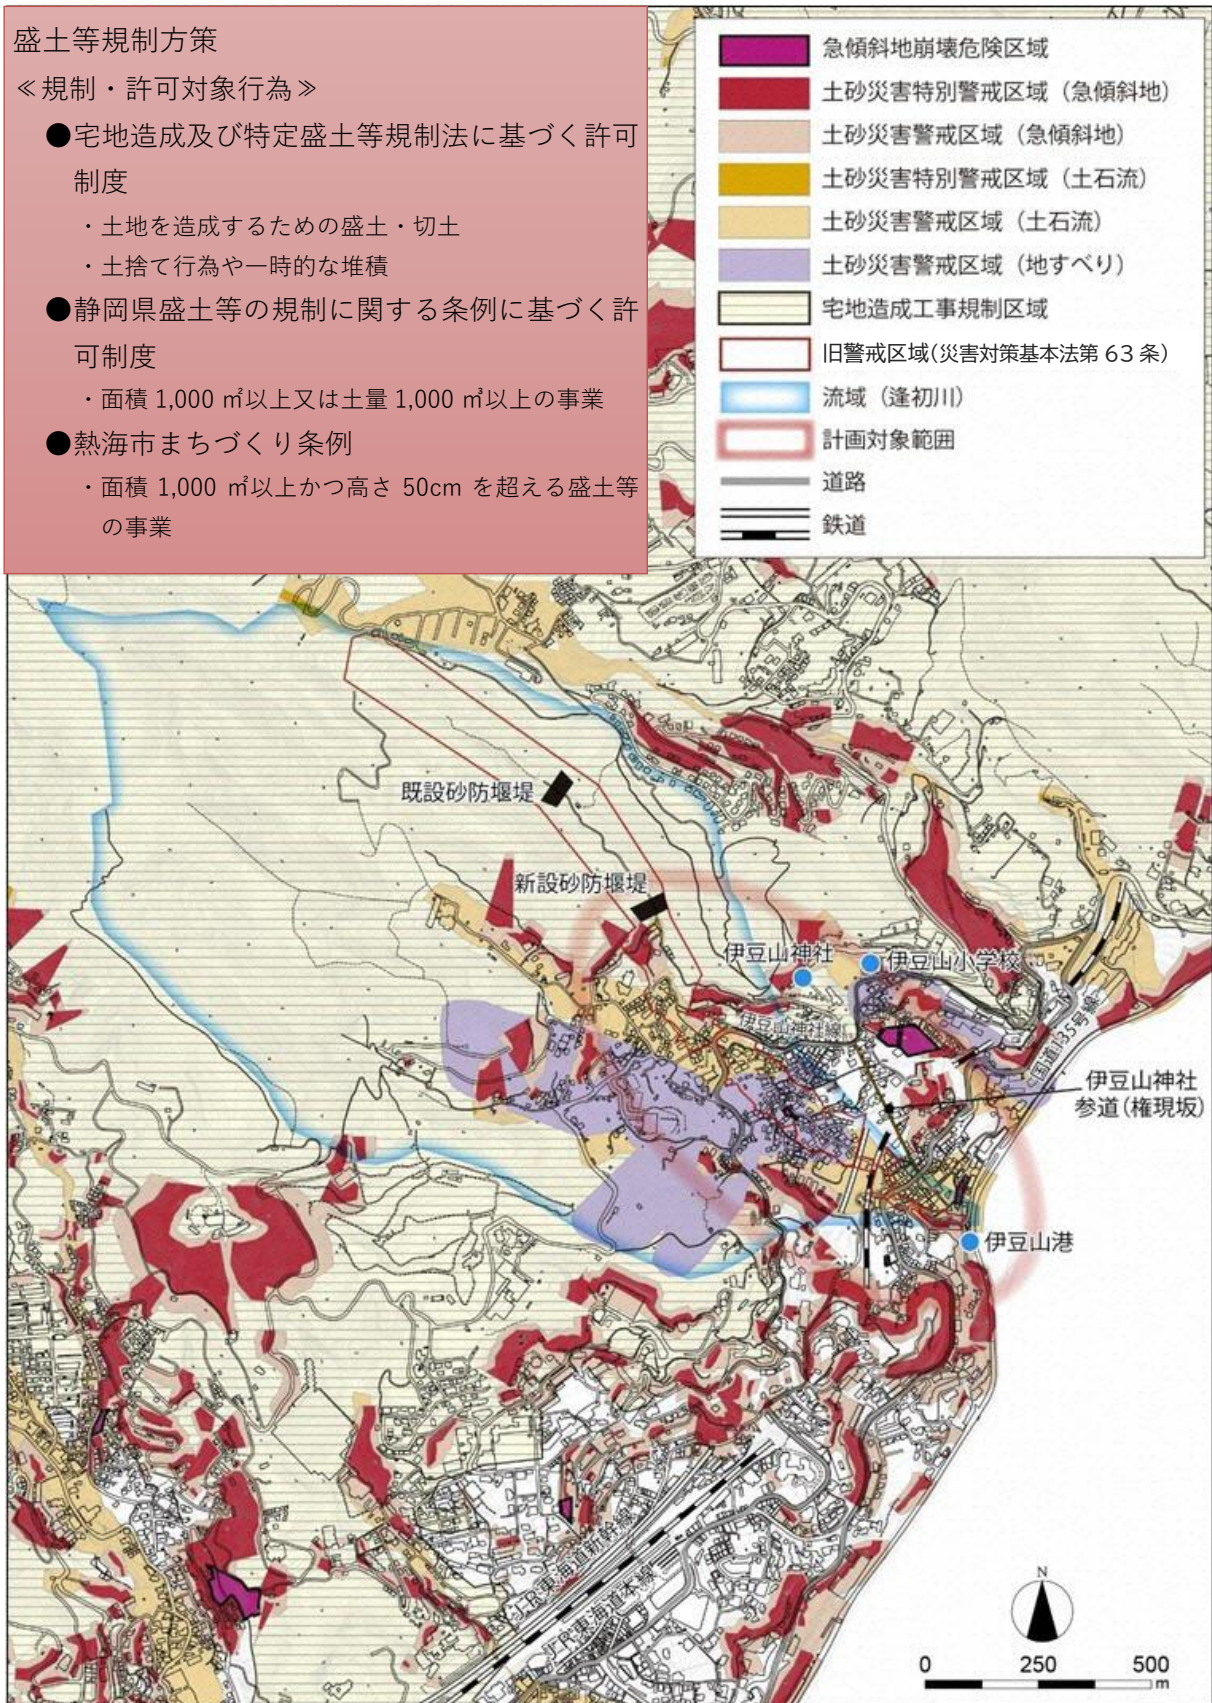 盛土等規制方策
≪規制・許可対象行為≫
●宅地造成及び特定盛土等規制法に基づく許可
制度
・土地を造成するための盛土・切土
・土捨て行為や一時的な堆積
●静岡県盛土等の規制に関する条例に基づく許
可制度
・面積 1,000 ㎡以上又は土量 1,000 ㎥以上の事業
●熱海市まちづくり条例
・面積 1,000 ㎡以上かつ高さ 50cm を超える盛土等
の事業
急傾斜地崩壊危険区域
土砂災害特別警戒区域（急傾斜地）
土砂災害警戒区域（急傾斜地）
土砂災害特別警戒区域（土石流）
土砂災害警戒区域（土石流）
土砂災害警戒区域（地すべり）
宅地造成工事規制区域
旧警戒区域(災害対策基本法第 63 条)
流域（逢初川）
計画対象範囲
道路
鉄道
既設砂防堰堤
新設砂防堰堤
伊豆山神社
伊豆山小学校
伊豆山神社線
国道135号線
伊豆山神社
参道(権現坂)
伊豆山港
JR東海道新幹線
JR東海道本線
N
0 250 500
m